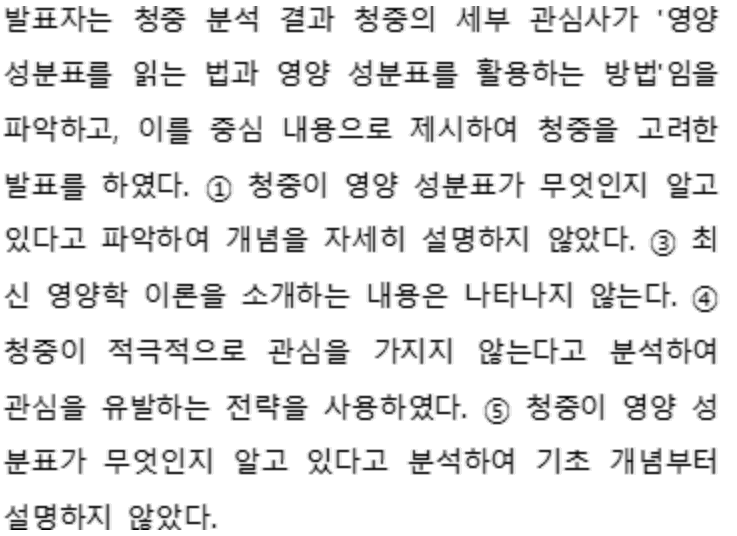 발표자는 청중 분석 결과 청중의 세부 관심사가 '영양
성분표를 읽는 법과 영양 성분표를 활용하는 방법'임을
파악하고, 이를 중심 내용으로 제시하여 청중을 고려한
발표를 하였다. ① 청중이 영양 성분표가 무엇인지 알고
있다고 파악하여 개념을 자세히 설명하지 않았다. ③ 최
신 영양학 이론을 소개하는 내용은 나타나지 않는다. ④
청중이 적극적으로 관심을 가지지 않는다고 분석하여
관심을 유발하는 전략을 사용하였다. ⑤ 청중이 영양 성
분표가 무엇인지 알고 있다고 분석하여 기초 개념부터
설명하지 않았다.